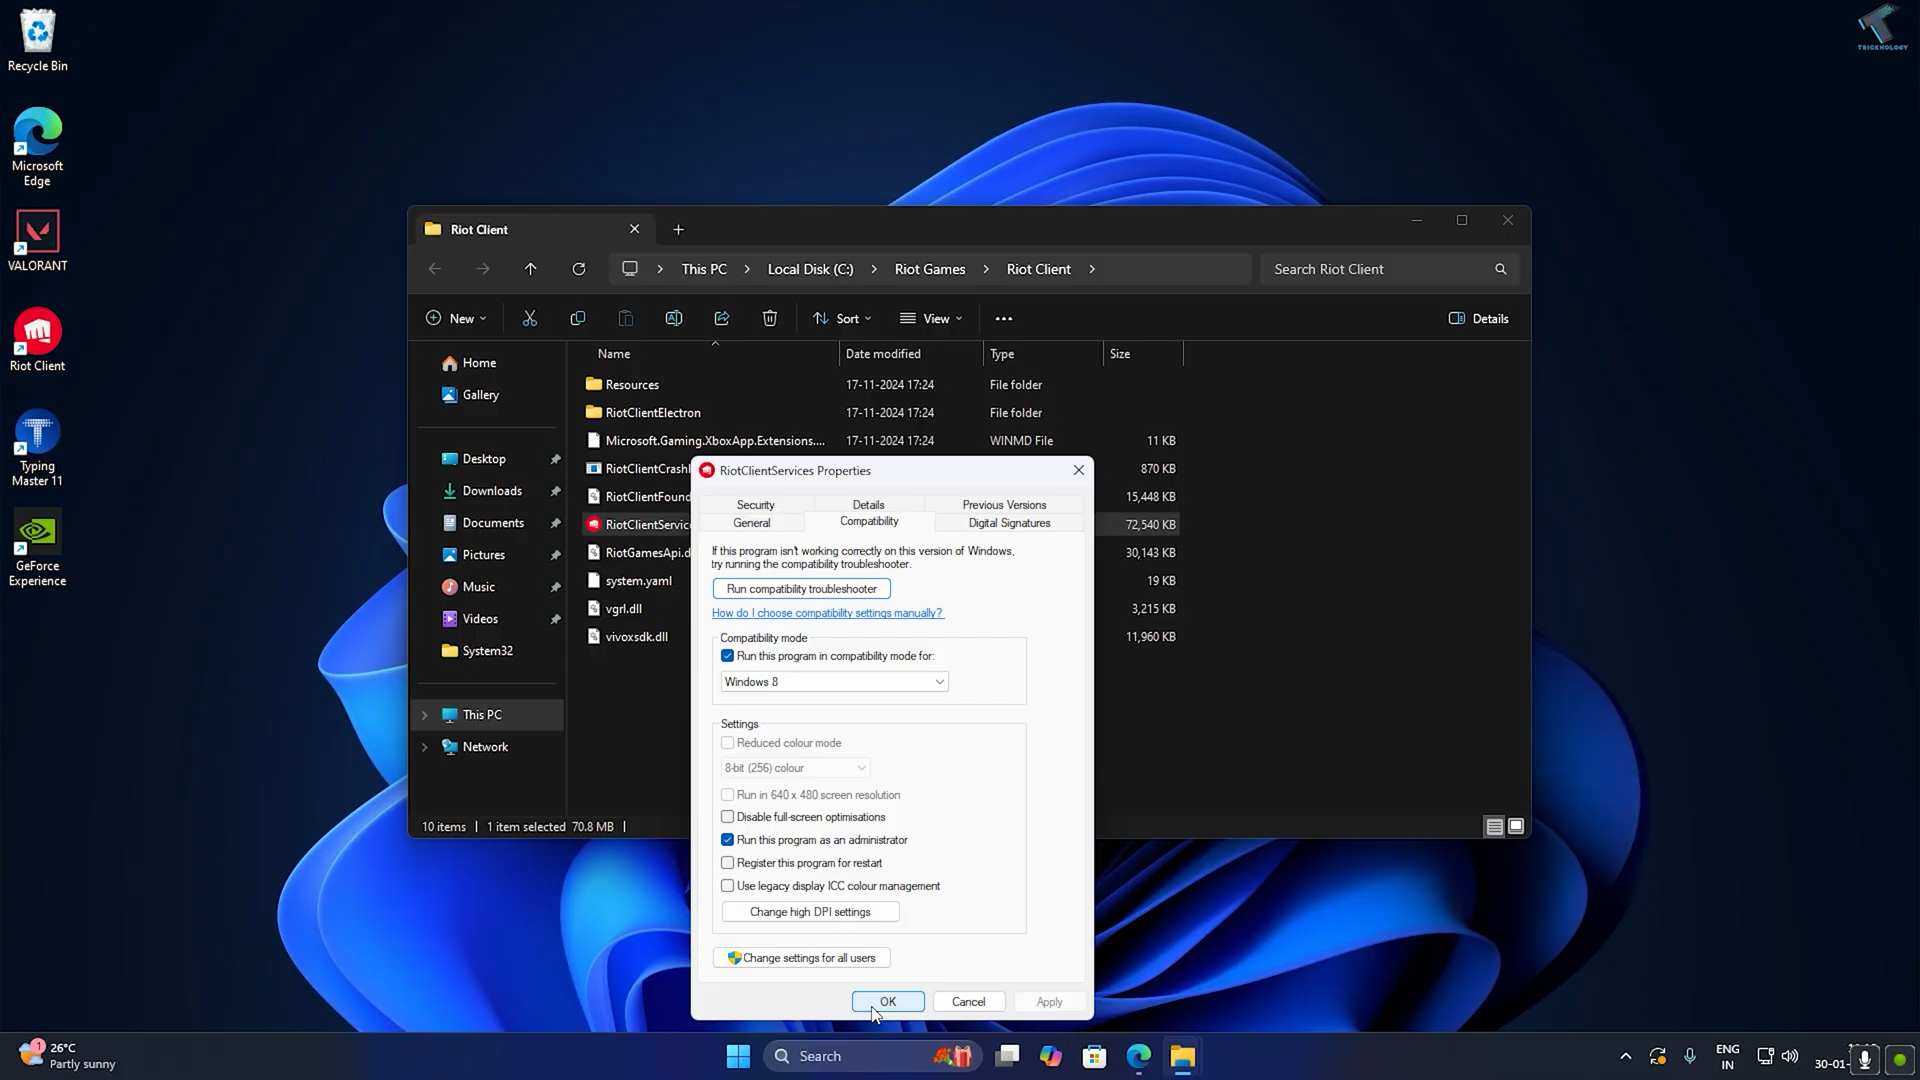 Recycle Bin
Microsoft
Edge
VALORANT
Riot Client
Typing
Master 11
GeForce
Experience
TRICKNOLOGY
Riot Client
This PC
Local Disk (C:)
Riot Games
Riot Client
Search Riot Client
New
Sort
View
Details
Home
Gallery
Desktop
Downloads
Documents
Pictures
Music
Videos
System32
This PC
Network
Name Date modified Type Size
Resources 17-11-2024 17:24 File folder
RiotClientElectron 17-11-2024 17:24 File folder
Microsoft.Gaming.XboxApp.Extensions.... 17-11-2024 17:24 WINMD File 11 KB
RiotClientCrashH 870 KB
RiotClientFound 15,448 KB
RiotClientService 72,540 KB
RiotGamesApi.d 30,143 KB
system.yaml 19 KB
vgrl.dll 3,215 KB
vivoxsdk.dll 11,960 KB
10 items 1 item selected 70.8 MB
RiotClientServices Properties
Security Details Previous Versions
General Compatibility Digital Signatures
If this program isn't working correctly on this version of Windows,
try running the compatibility troubleshooter.
Run compatibility troubleshooter
How do I choose compatibility settings manually?
Compatibility mode
Run this program in compatibility mode for:
Windows 8
Settings
Reduced colour mode
8-bit (256) colour
Run in 640 x 480 screen resolution
Disable full-screen optimisations
Run this program as an administrator
Register this program for restart
Use legacy display ICC colour management
Change high DPI settings
Change settings for all users
OK Cancel Apply
1
26°C
Partly sunny
Search
ENG
IN
30-01-